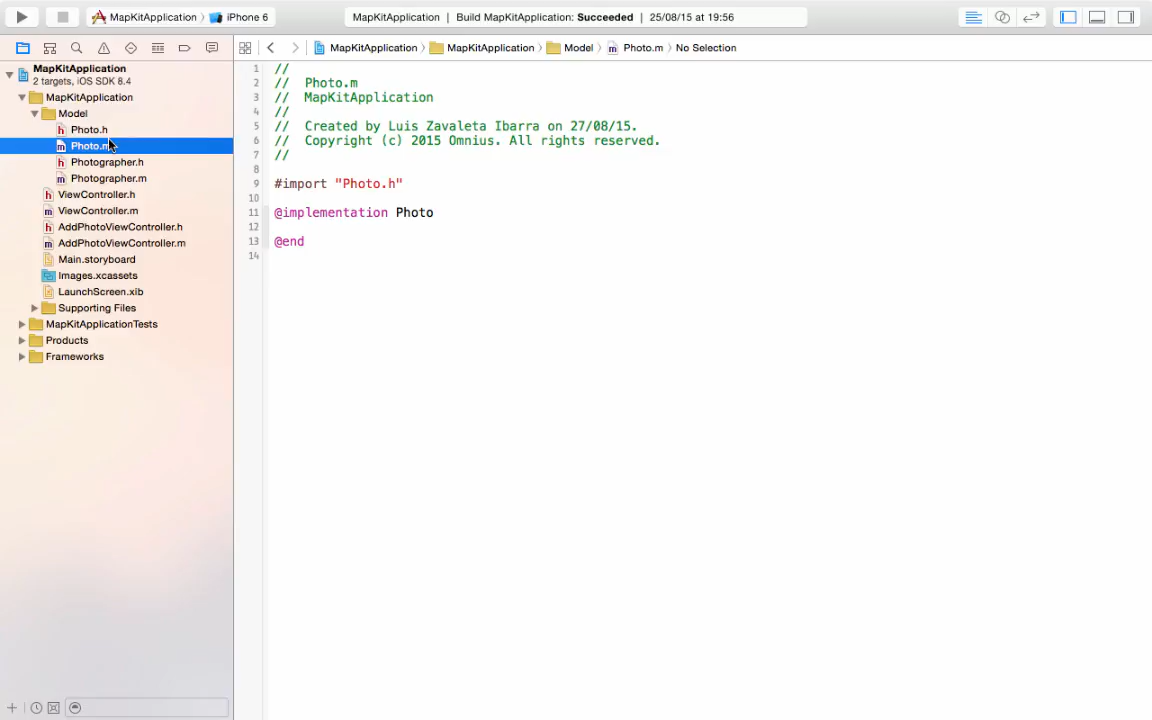 MapKitApplication
iPhone 6
MapKitApplication | Build MapKitApplication: Succeeded | 25/08/15 at 19:56
MapKitApplication
MapKitApplication
Model
Photo.m
No Selection
MapKitApplication
2 targets, iOS SDK 8.4
MapKitApplication
Model
Photo.h
Photo.m
Photographer.h
Photographer.m
ViewController.h
ViewController.m
AddPhotoViewController.h
AddPhotoViewController.m
Main.storyboard
Images.xcassets
LaunchScreen.xib
Supporting Files
MapKitApplicationTests
Products
Frameworks
1 //
2 // Photo.m
3 // MapKitApplication
4 //
5 // Created by Luis Zavaleta Ibarra on 27/08/15.
6 // Copyright (c) 2015 Omnius. All rights reserved.
7 //
8
9 #import "Photo.h"
10
11 @implementation Photo
12
13 @end
14